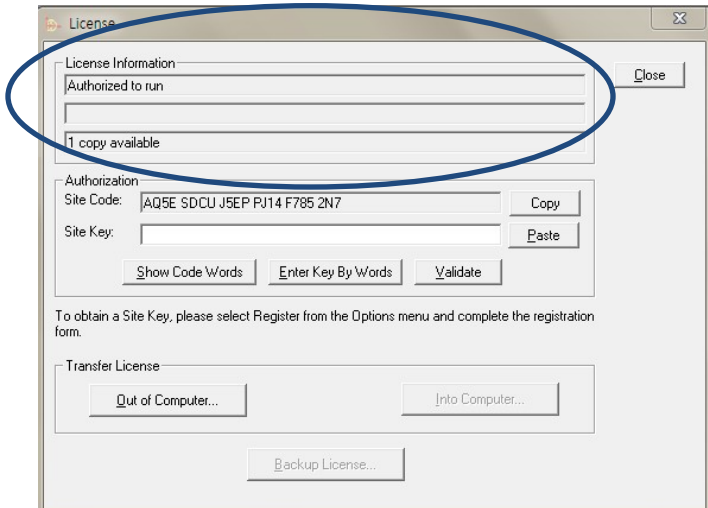 License
License Information
Authorized to run
Close
1 copy available
Authorization
Site Code: AQ5E SDCU J5EP PJ14 F785 2N7 Copy
Site Key: Paste
Show Code Words Enter Key By Words Validate
To obtain a Site Key, please select Register from the Options menu and complete the registration
form.
Transfer License
Out of Computer... Into Computer...
Backup License...